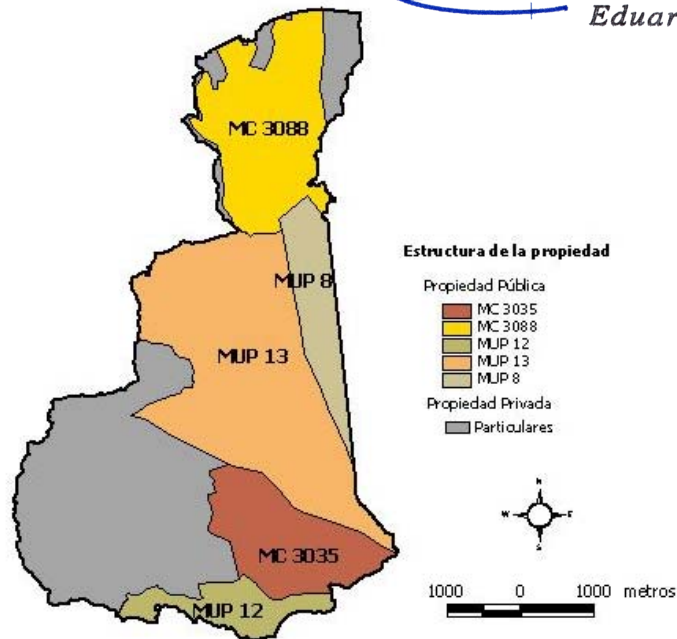 Eduar
MC 3088
MUP 8
MUP 13
MC 3035
MUP 12
Estructura de la propiedad
Propiedad Pública
MC 3035
MC 3088
MUP 12
MUP 13
MUP 8
Propiedad Privada
Particulares
N
W E
S
1000 0 1000 metros